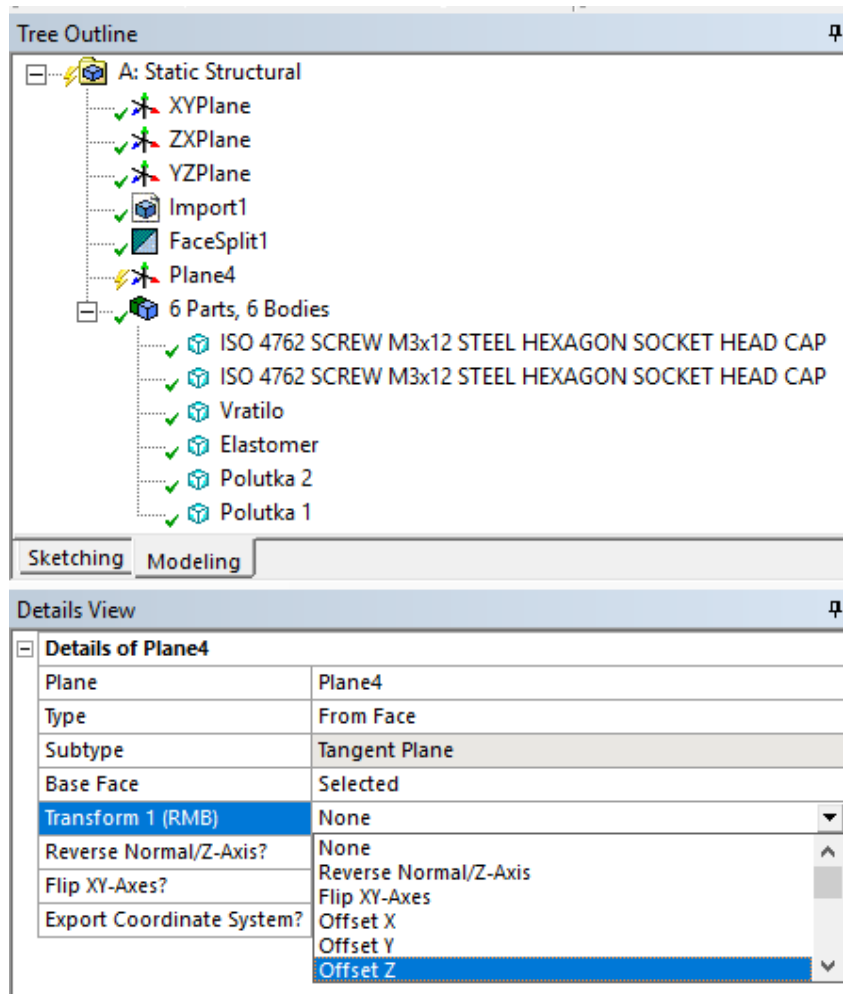 Tree Outline
A: Static Structural
XYPlane
ZXPlane
YZPlane
Import1
FaceSplit1
Plane4
6 Parts, 6 Bodies
ISO 4762 SCREW M3x12 STEEL HEXAGON SOCKET HEAD CAP
ISO 4762 SCREW M3x12 STEEL HEXAGON SOCKET HEAD CAP
Vratilo
Elastomer
Polutka 2
Polutka 1
Sketching Modeling
Details View
Details of Plane4
Plane Plane4
Type From Face
Subtype Tangent Plane
Base Face Selected
Transform 1 (RMB) None
Reverse Normal/Z-Axis? None
Reverse Normal/Z-Axis
Flip XY-Axes? Flip XY-Axes
Export Coordinate System? Offset X
Offset Y
Offset Z